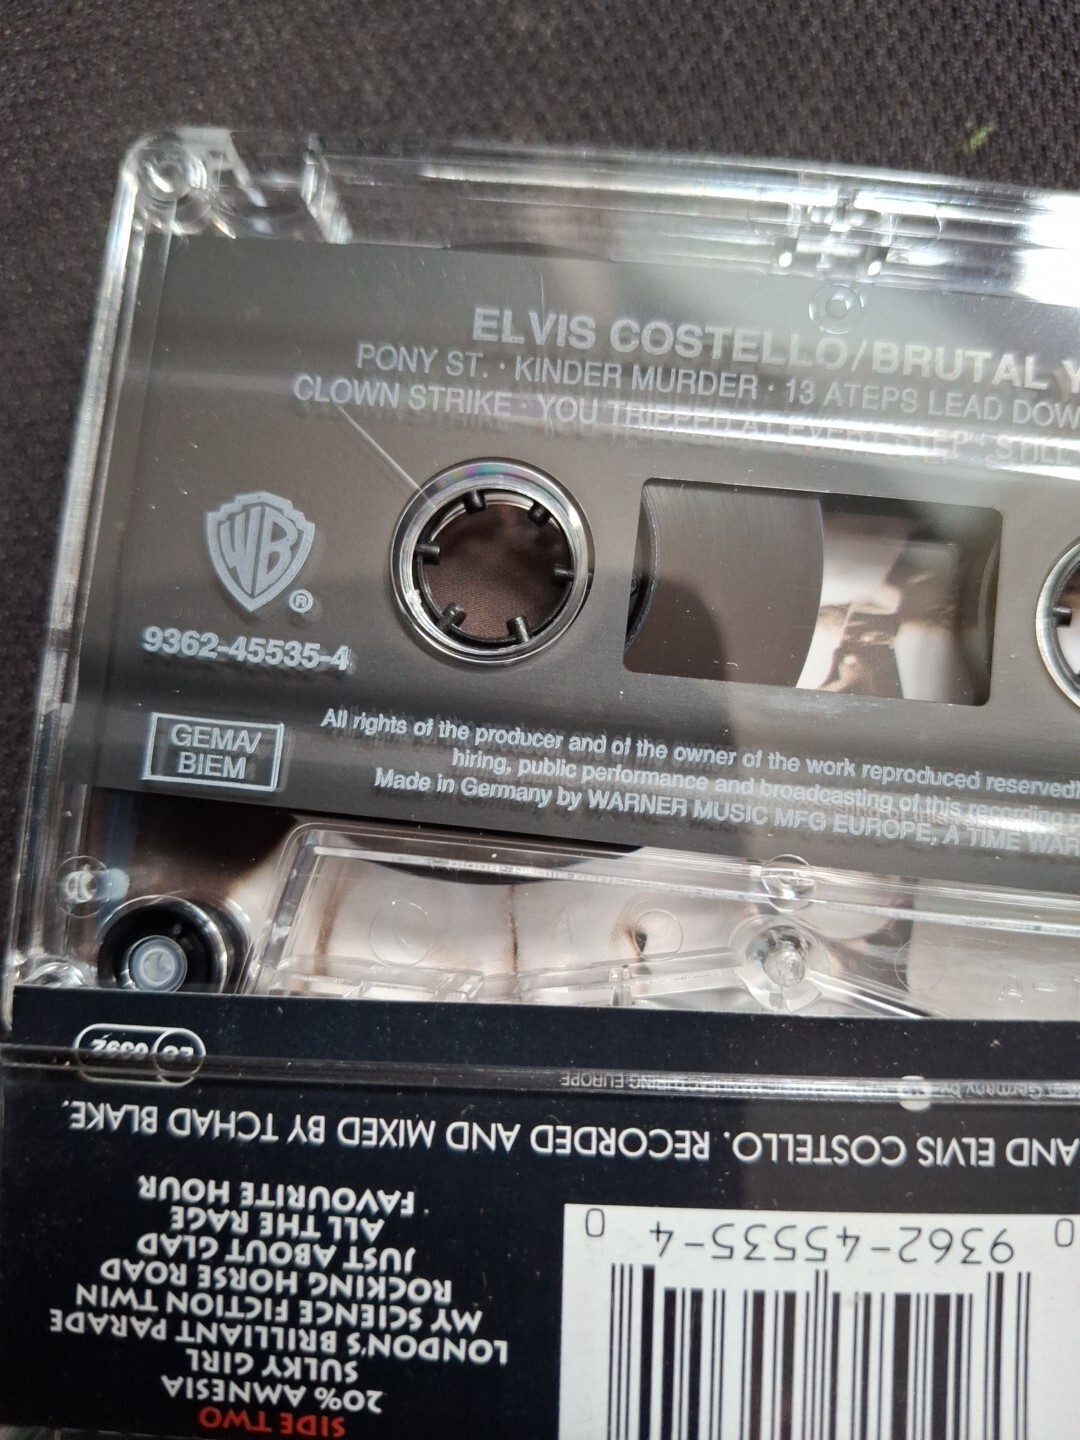 ELVIS COSTELLO/BRUTAL Y
PONY ST. · KINDER MURDER · 13 ATEPS LEAD DOW
CLOWN STRIKE · YOU TRIPPED AT EVERY STEP · STILL
WB
®
9362-45535-4
GEMA/
BIEM
All rights of the producer and of the owner of the work reproduced reserved
hiring, public performance and broadcasting of this recording
Made in Germany by WARNER MUSIC MFG EUROPE, A TIME WAR
SIDE TWO
20% AMNESIA
SULKY GIRL
LONDON'S BRILLIANT PARADE
MY SCIENCE FICTION TWIN
ROCKING HORSE ROAD
JUST ABOUT GLAD
ALL THE RAGE
FAVOURITE HOUR
0 9362-45535-4 0
AND ELVIS COSTELLO. RECORDED AND MIXED BY TCHAD BLAKE.
Germany by EUROPE
LC 0392